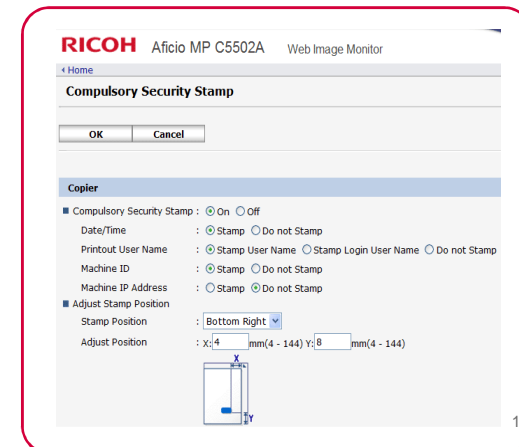 RICOH Aficio MP C5502A Web Image Monitor
Home
Compulsory Security Stamp
OK Cancel
Copier
Compulsory Security Stamp : On Off
Date/Time : Stamp Do not Stamp
Printout User Name : Stamp User Name Stamp Login User Name Do not Stamp
Machine ID : Stamp Do not Stamp
Machine IP Address : Stamp Do not Stamp
Adjust Stamp Position
Stamp Position : Bottom Right
Adjust Position : X: 4 mm(4 - 144) Y: 8 mm(4 - 144)
X
Y
1